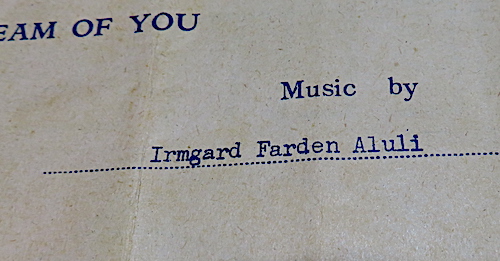 EAM OF YOU
Music by
Irmgard Farden Aluli